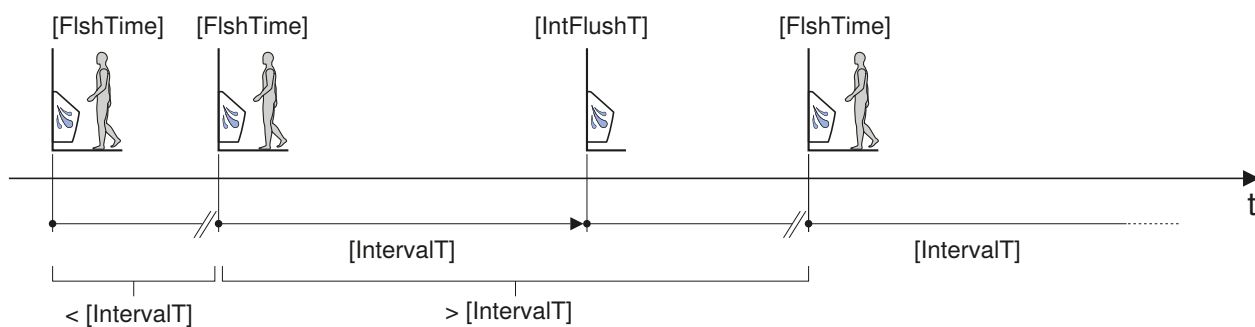 [FlshTime] [FlshTime] [IntFlushT] [FlshTime]
t
[IntervalT] [IntervalT]
< [IntervalT] > [IntervalT]